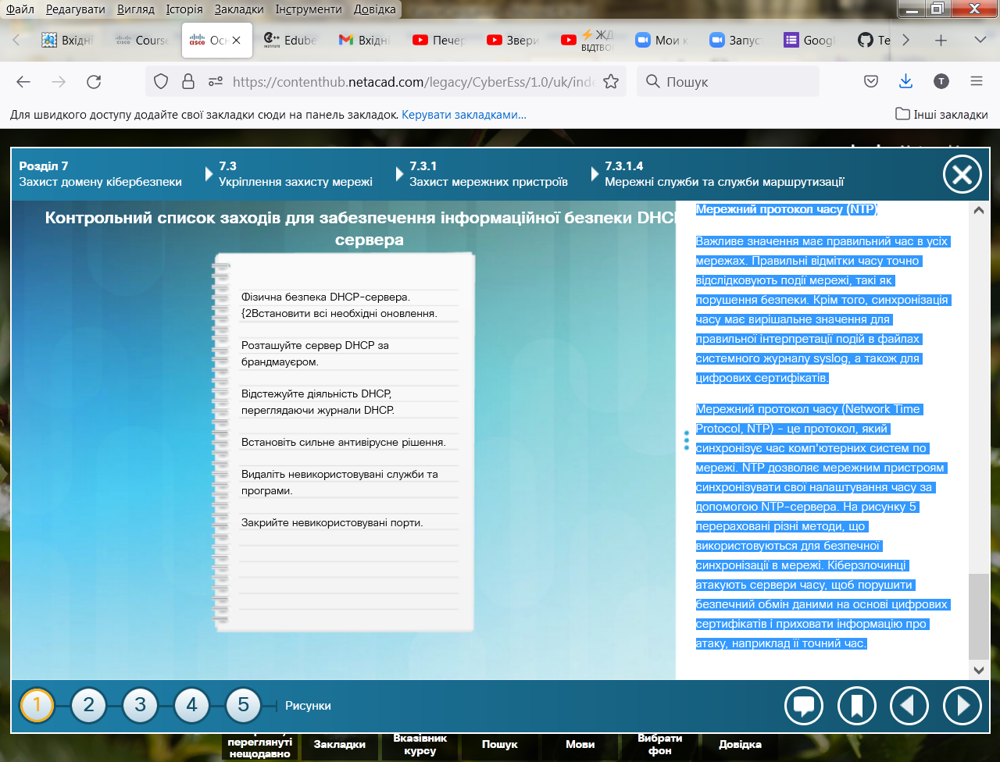 Файл Редагувати Вигляд Історія Закладки Інструменти Довідка
Вхідні Course Осн Edube Вхідні Печер Звери ⚡ЖД Мои к Запус Googl Те
ВІДТВО
https://contenthub.netacad.com/legacy/CyberEss/1.0/uk/inde Пошук Т
Для швидкого доступу додайте свої закладки сюди на панель закладок. Керувати закладками... Інші закладки
Розділ 7 7.3 7.3.1 7.3.1.4
Захист домену кібербезпеки Укріплення захисту мережі Захист мережних пристроїв Мережні служби та служби маршрутизації
Контрольний список заходів для забезпечення інформаційної безпеки DHCP
сервера
Фізична безпека DHCP-сервера.
{2Встановити всі необхідні оновлення.
Розташуйте сервер DHCP за
брандмауєром.
Відстежуйте діяльність DHCP,
переглядаючи журнали DHCP.
Встановіть сильне антивірусне рішення.
Видаліть невикористовувані служби та
програми.
Закрийте невикористовувані порти.
Мережний протокол часу (NTP)
Важливе значення має правильний час в усіх
мережах. Правильні відмітки часу точно
відслідковують події мережі, такі як
порушення безпеки. Крім того, синхронізація
часу має вирішальне значення для
правильної інтерпретації подій в файлах
системного журналу syslog, а також для
цифрових сертифікатів.
Мережний протокол часу (Network Time
Protocol, NTP) - це протокол, який
синхронізує час комп'ютерних систем по
мережі. NTP дозволяє мережним пристроям
синхронізувати свої налаштування часу за
допомогою NTP-сервера. На рисунку 5
перераховані різні методи, що
використовуються для безпечної
синхронізації в мережі. Кіберзлочинці
атакують сервери часу, щоб порушити
безпечний обмін даними на основі цифрових
сертифікатів і приховати інформацію про
атаку, наприклад її точний час.
1 2 3 4 5 Рисунки
переглянуті
нещодавно
Закладки
Вказівник
курсу
Пошук
Мови
Вибрати
фон
Довідка